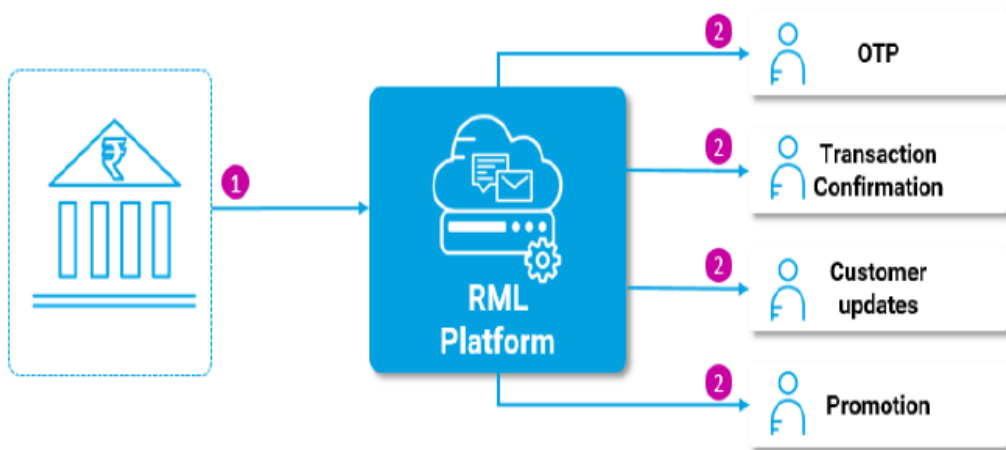 ₹
1
RML
Platform
2
OTP
2
Transaction
Confirmation
2
Customer
updates
2
Promotion